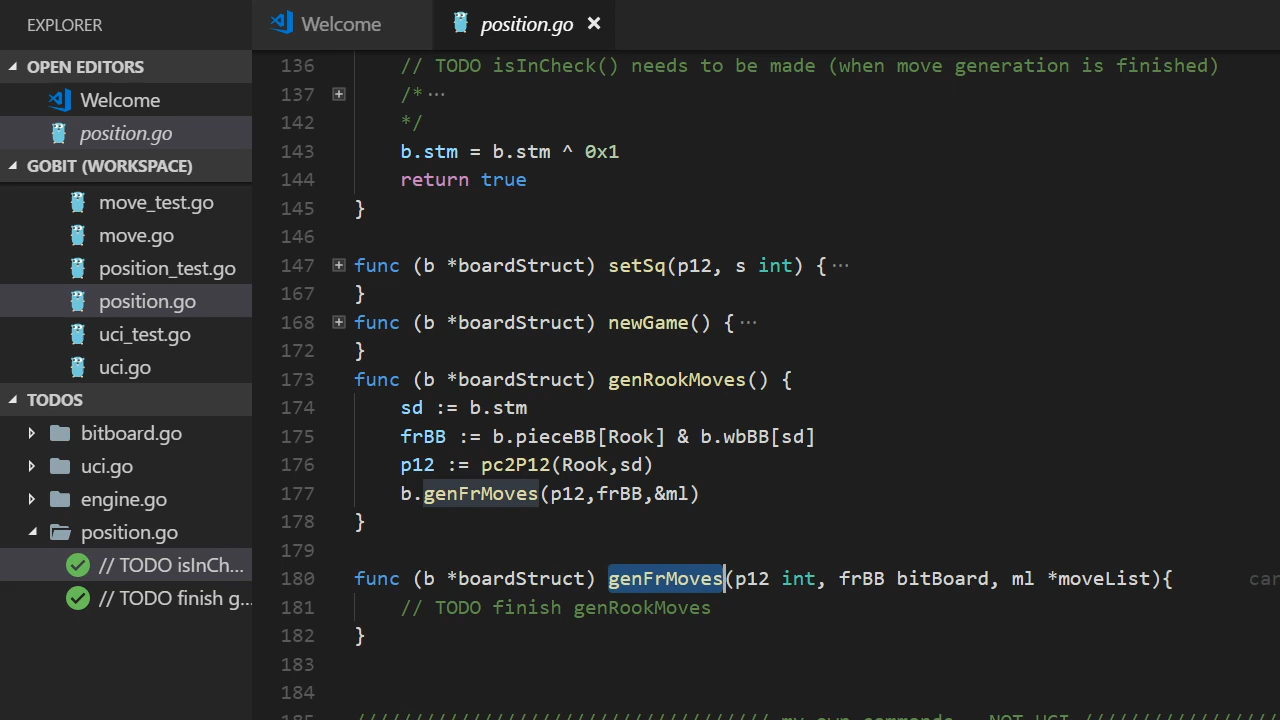 EXPLORER
OPEN EDITORS
Welcome
position.go
GOBIT (WORKSPACE)
move_test.go
move.go
position_test.go
position.go
uci_test.go
uci.go
TODOS
bitboard.go
uci.go
engine.go
position.go
// TODO isInCh...
// TODO finish g...
Welcome
position.go
136 // TODO isInCheck() needs to be made (when move generation is finished)
137 /*···
142 */
143 b.stm = b.stm ^ 0x1
144 return true
145 }
146
147 func (b *boardStruct) setSq(p12, s int) {···
167 }
168 func (b *boardStruct) newGame() {···
172 }
173 func (b *boardStruct) genRookMoves() {
174 sd := b.stm
175 frBB := b.pieceBB[Rook] & b.wbBB[sd]
176 p12 := pc2P12(Rook,sd)
177 b.genFrMoves(p12,frBB,&ml)
178 }
179
180 func (b *boardStruct) genFrMoves(p12 int, frBB bitBoard, ml *moveList){ car
181 // TODO finish genRookMoves
182 }
183
184
185 //////////////////////////////////// my own commands - NOT UCI /////////////////